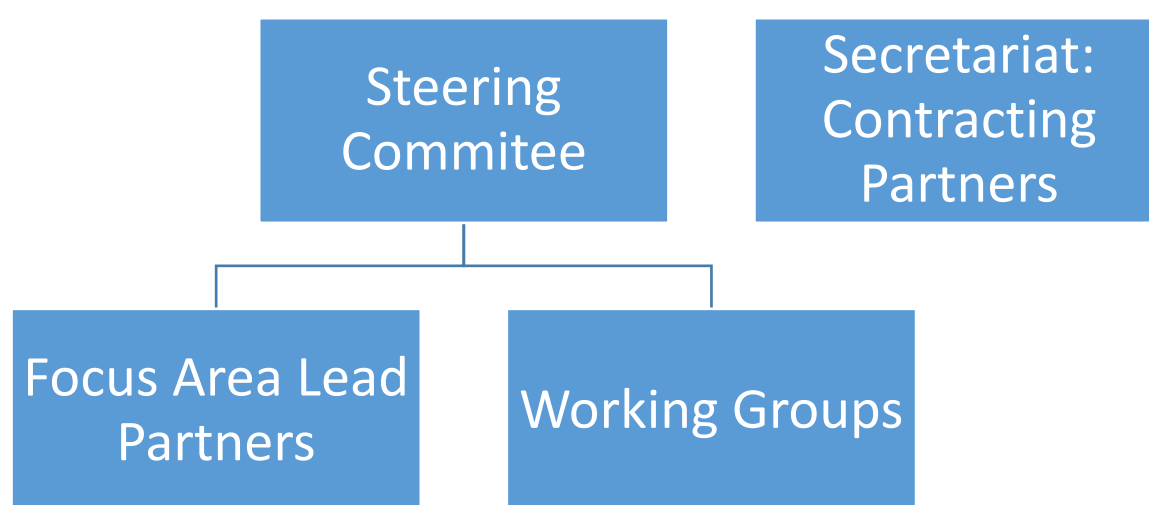 Steering
Commitee
Secretariat:
Contracting
Partners
Focus Area Lead
Partners
Working Groups